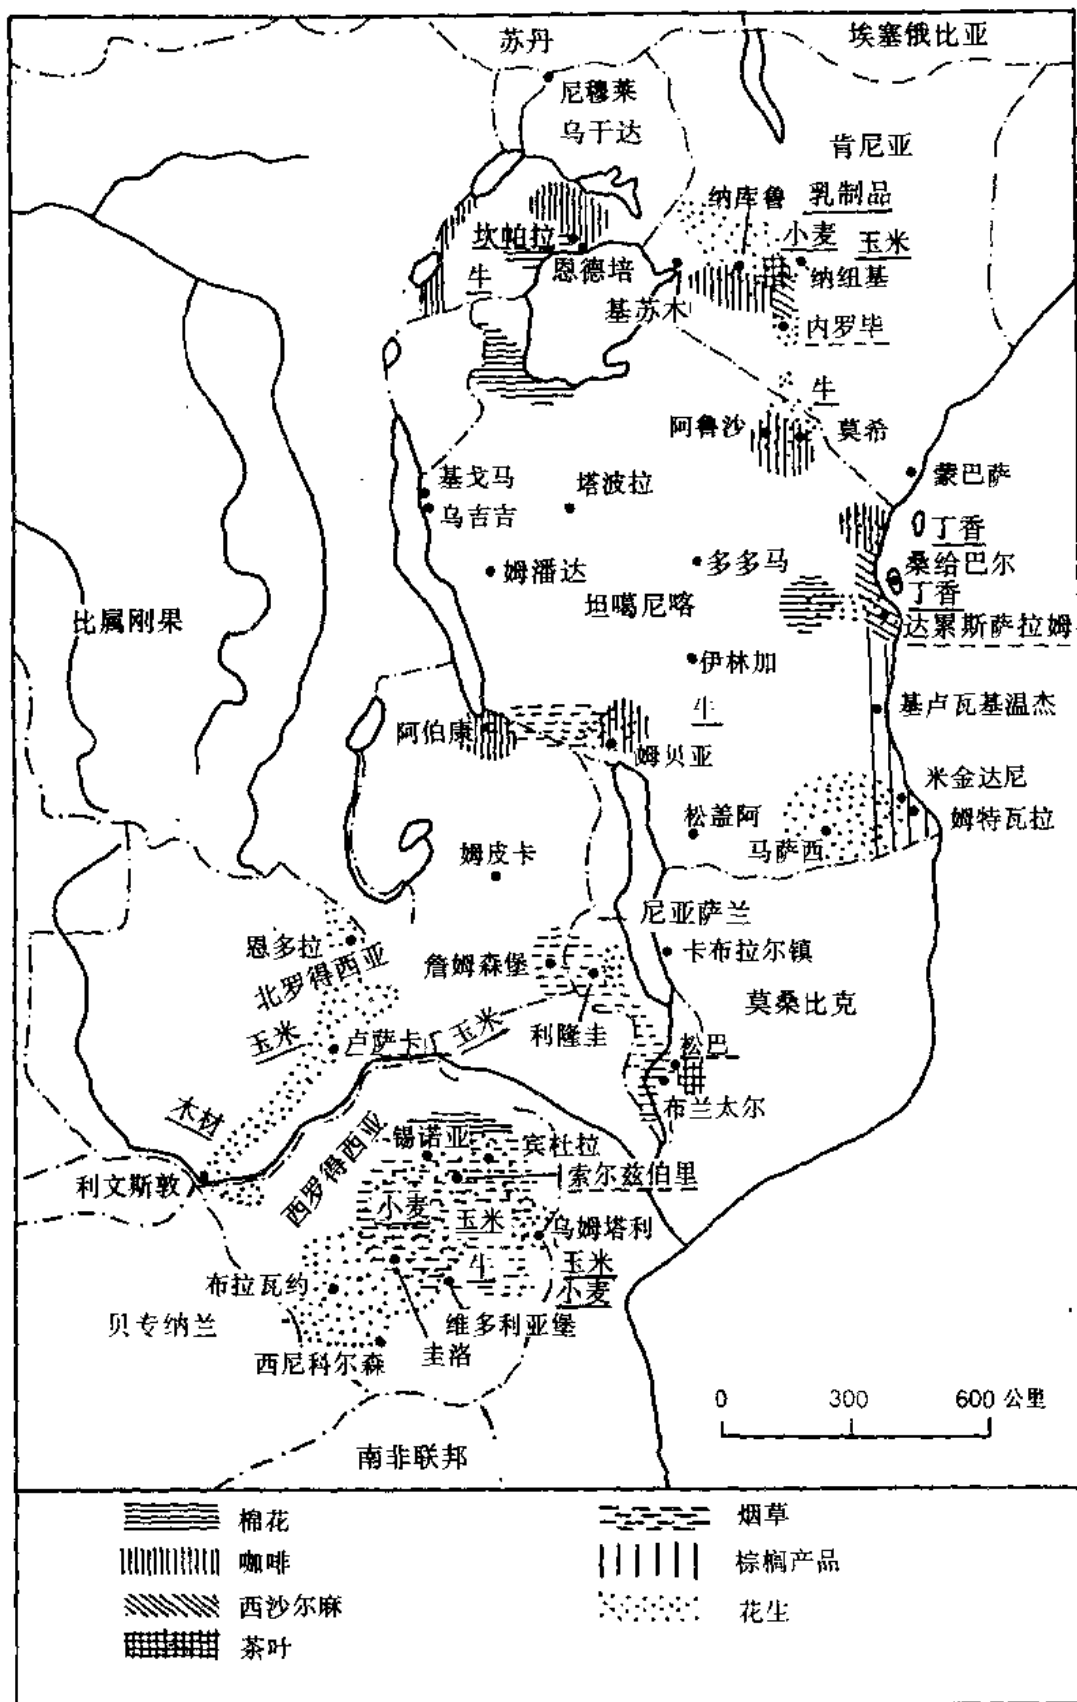 苏丹
埃塞俄比亚
尼穆莱
乌干达
肯尼亚
纳库鲁
乳制品
小麦
玉米
坎帕拉
恩德培
牛
纳纽基
基苏木
内罗毕
牛
阿鲁沙
莫希
基戈马
塔波拉
蒙巴萨
乌吉吉
丁香
姆潘达
多多马
桑给巴尔
丁香
坦噶尼喀
比属刚果
达累斯萨拉姆
伊林加
牛
基卢瓦基温杰
阿伯康
姆贝亚
米金达尼
松盖阿
姆特瓦拉
马萨西
姆皮卡
尼亚萨兰
恩多拉
卡布拉尔镇
詹姆森堡
北罗得西亚
莫桑比克
玉米
卢萨卡
玉米
利隆圭
松巴
木材
布兰太尔
西罗得西亚
锡诺亚
宾杜拉
利文斯敦
索尔兹伯里
小麦
玉米
乌姆塔利
牛
玉米
布拉瓦约
小麦
贝专纳兰
维多利亚堡
西尼科尔森
圭洛
0 300 600 公里
南非联邦
棉花
烟草
咖啡
棕榈产品
西沙尔麻
花生
茶叶